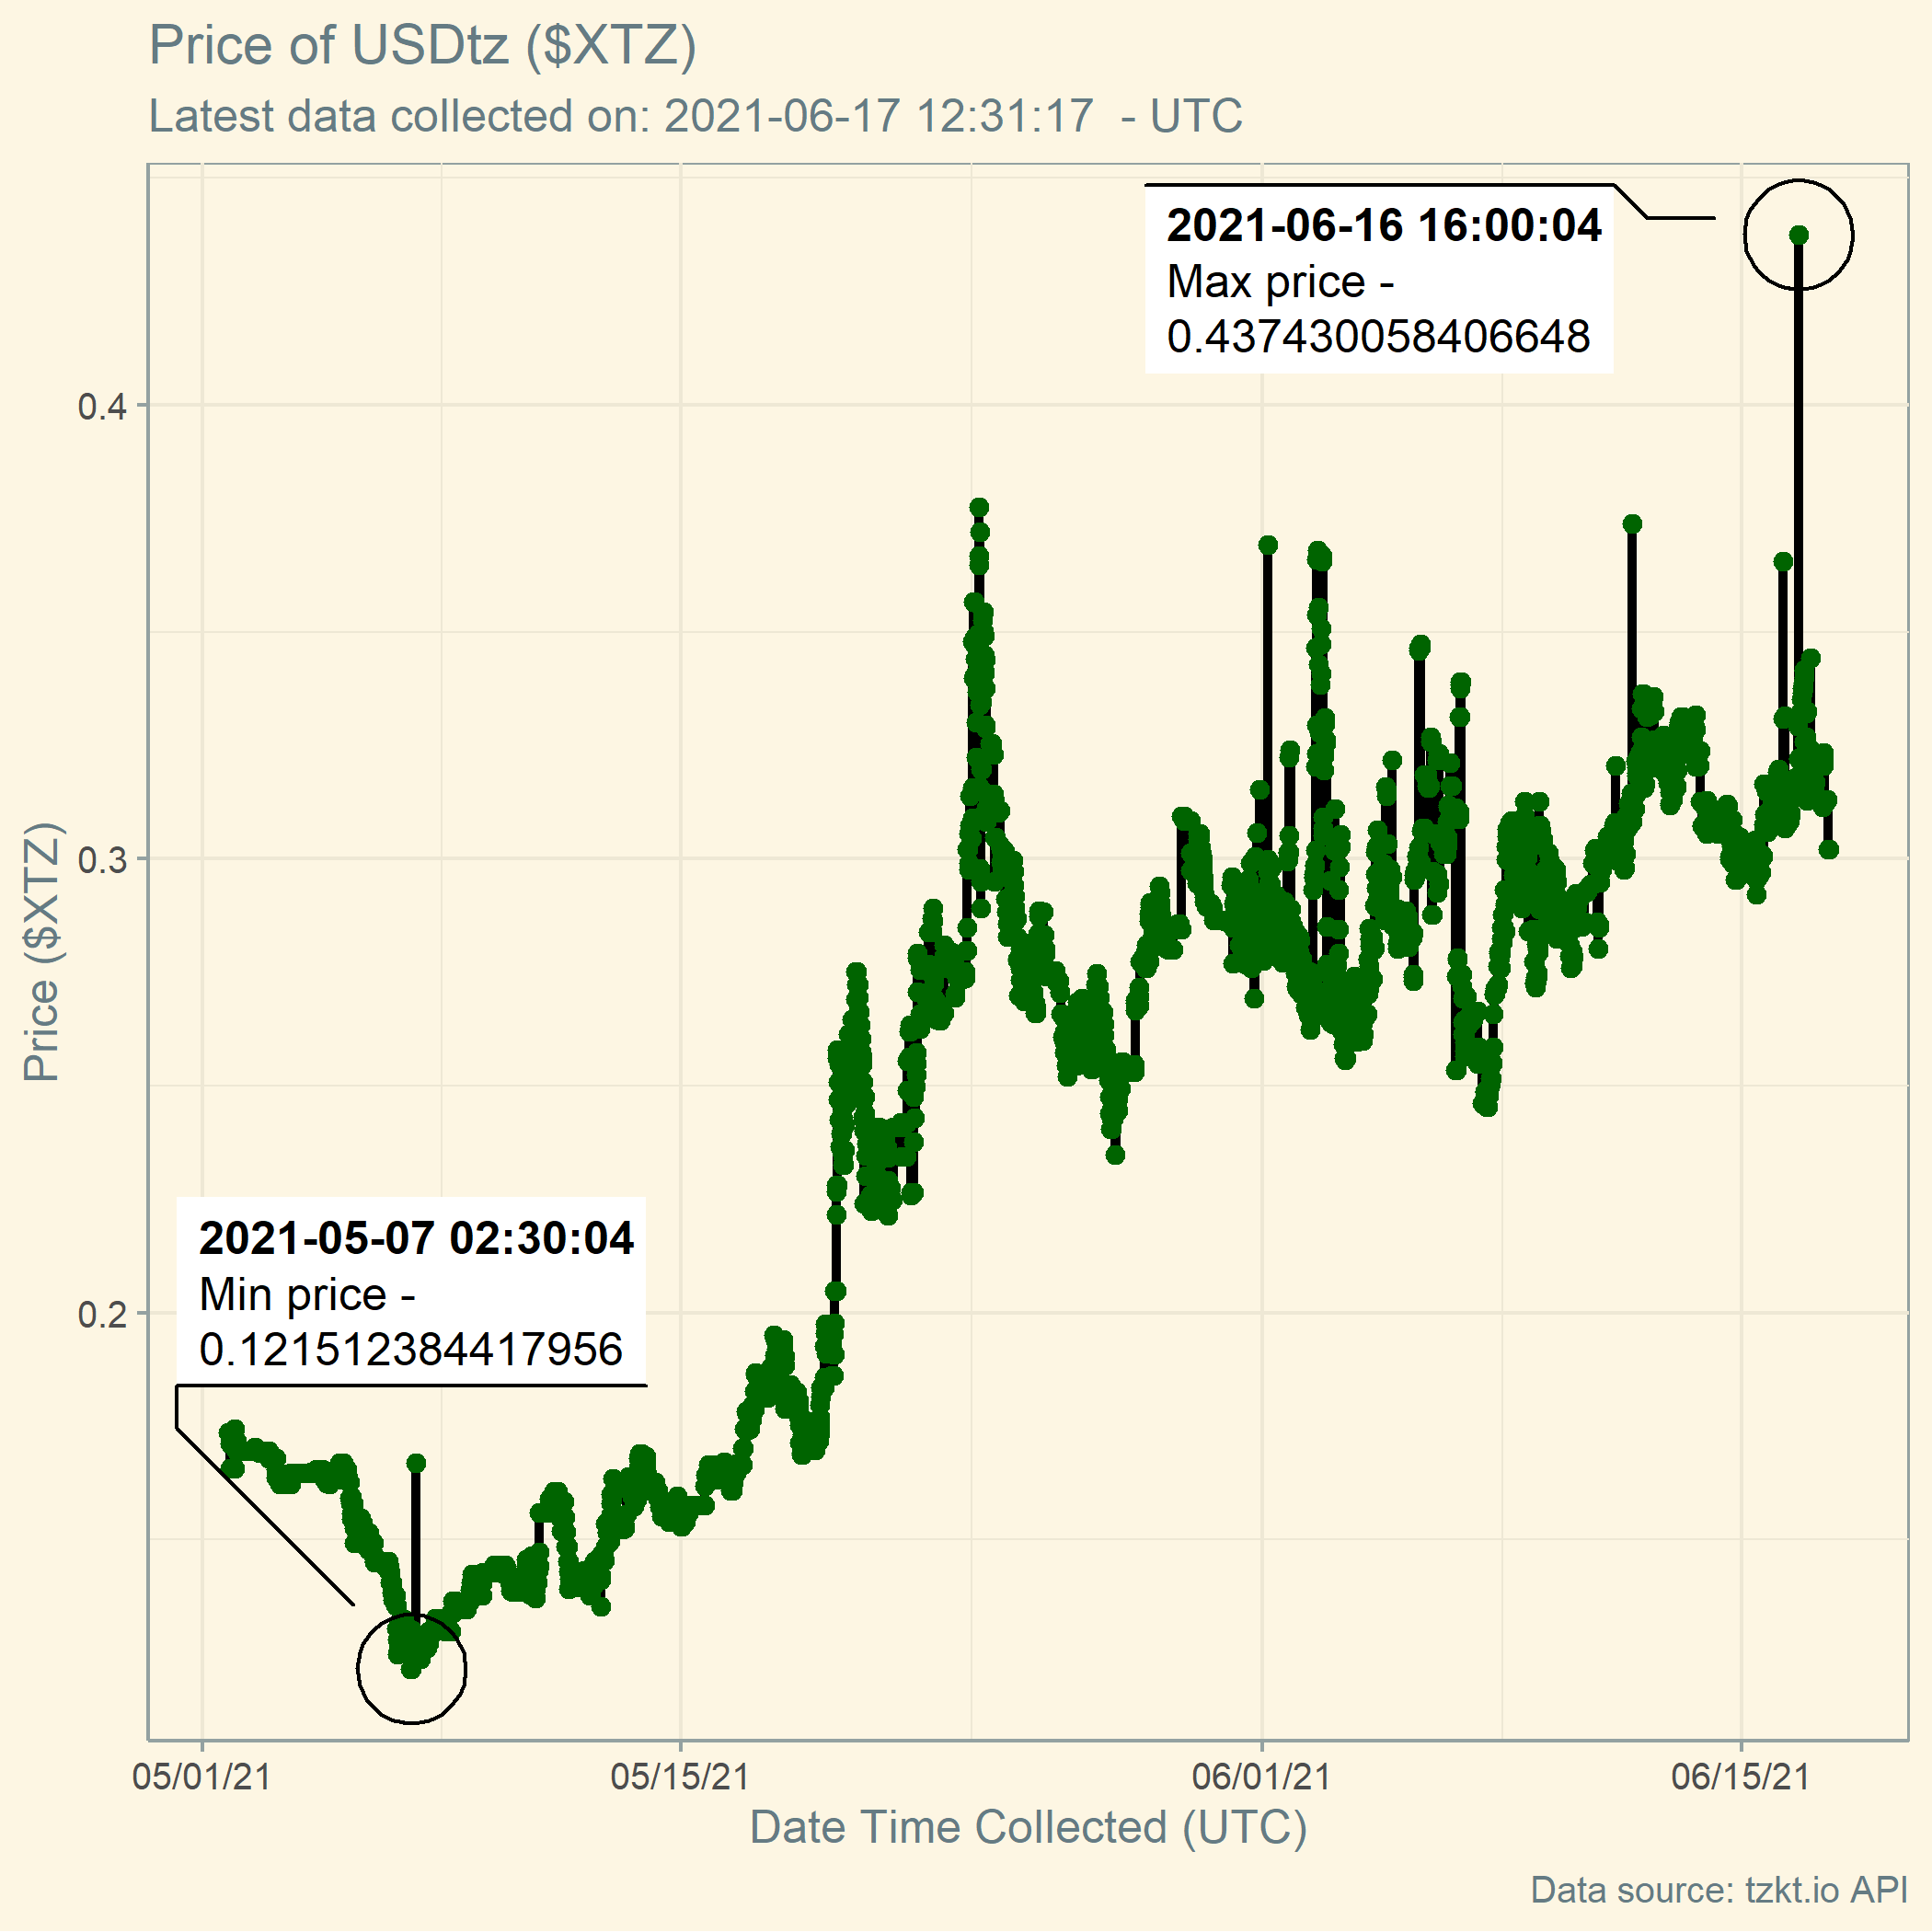 Price of USDtz ($XTZ)
Latest data collected on: 2021-06-17 12:31:17  - UTC
2021-06-16 16:00:04
Max price -
0.437430058406648
0.4
0.3
0.2
Price ($XTZ)
2021-05-07 02:30:04
Min price -
0.121512384417956
05/01/21
05/15/21
06/01/21
06/15/21
Date Time Collected (UTC)
Data source: tzkt.io API